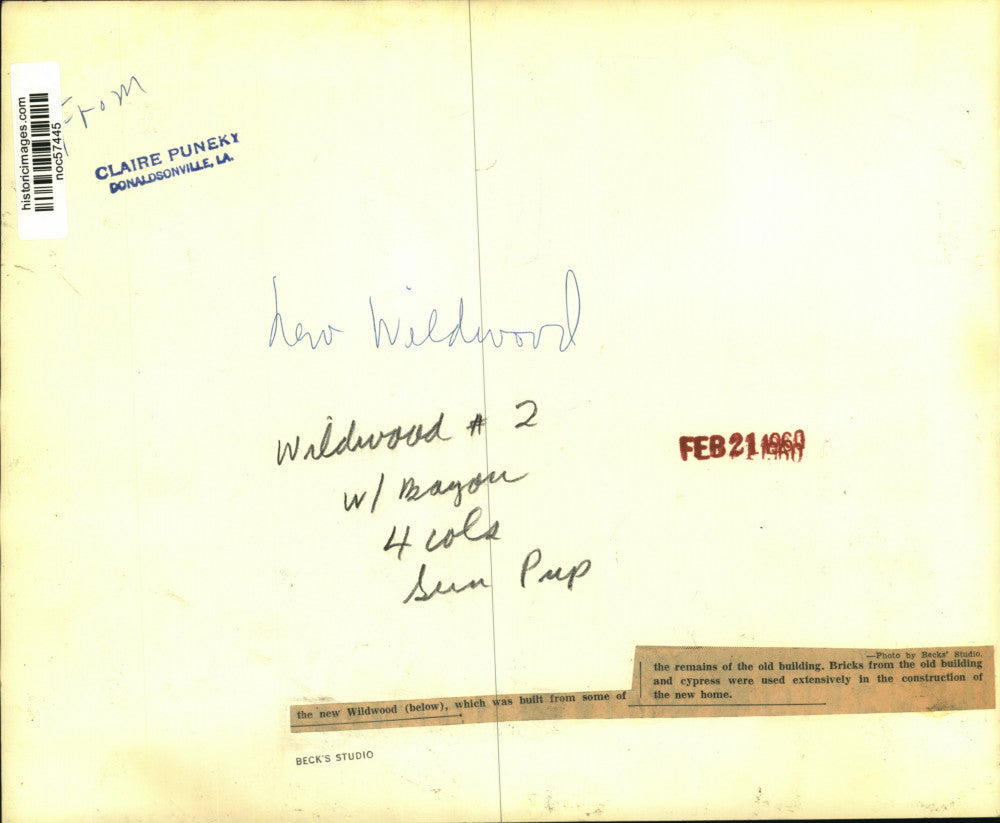 historicimages.com
noc57445
From
CLAIRE PUNEKY
DONALDSONVILLE, LA.
new Wildwood
Wildwood # 2
w/ Bayou
4 cols
Sun Pup
FEB 21 1960
—Photo by Becks' Studio.
the new Wildwood (below), which was built from some of
the remains of the old building. Bricks from the old building
and cypress were used extensively in the construction of
the new home.
BECK'S STUDIO